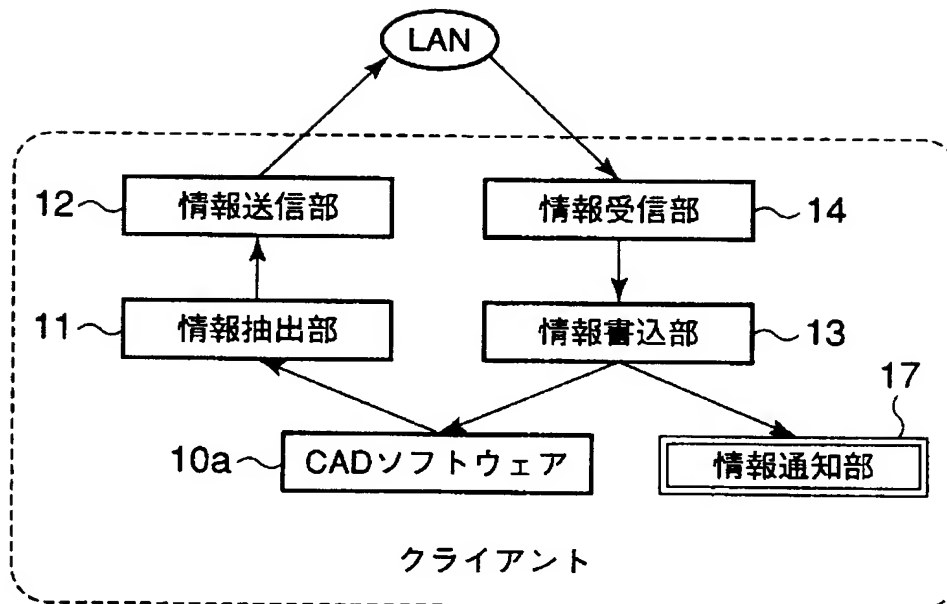 LAN
12 情報送信部
情報受信部 14
11 情報抽出部
情報書込部 13
17
10a CADソフトウェア
情報通知部
クライアント